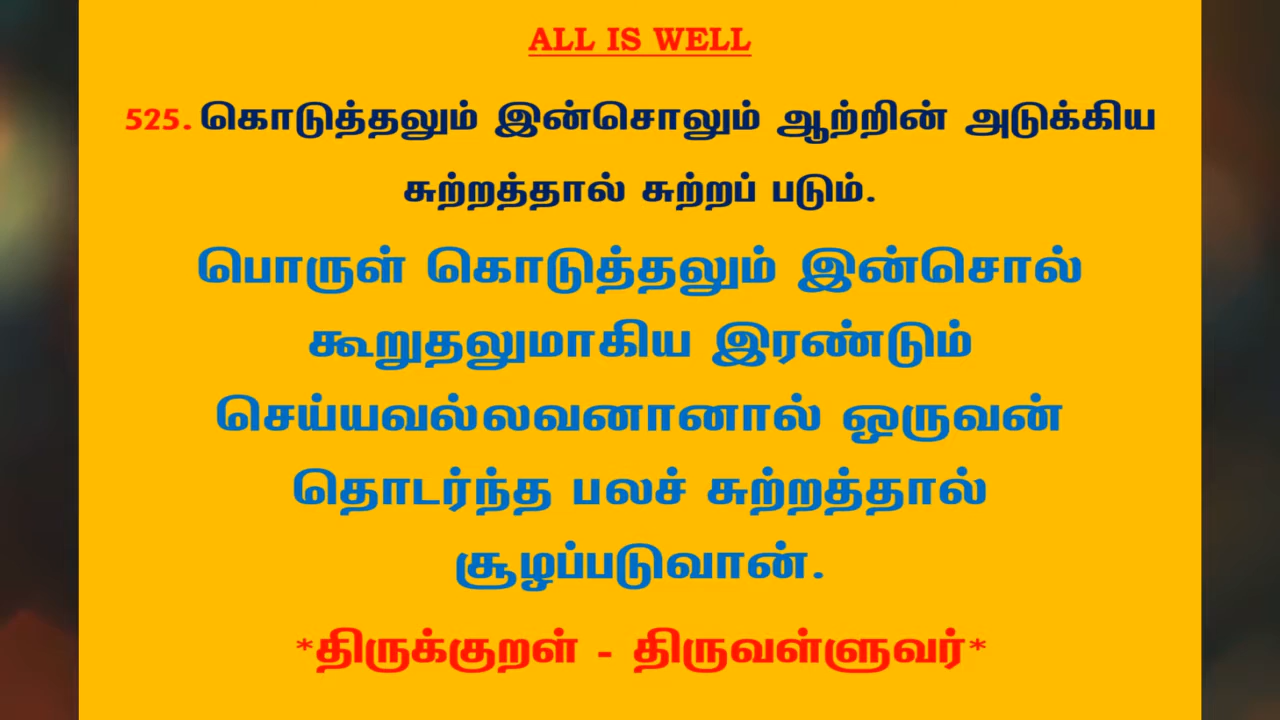 ALL IS WELL
525. கொடுத்தலும் இன்சொலும் ஆற்றின் அடுக்கிய
சுற்றத்தால் சுற்றப் படும்.
பொருள் கொடுத்தலும் இன்சொல்
கூறுதலுமாகிய இரண்டும்
செய்யவல்லவனானால் ஒருவன்
தொடர்ந்த பலச் சுற்றத்தால்
சூழப்படுவான்.
*திருக்குறள் - திருவள்ளுவர்*